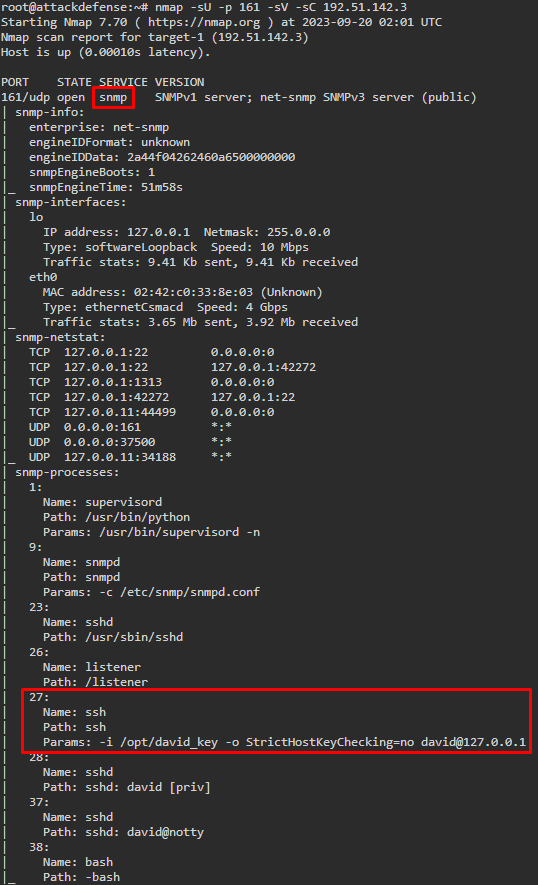 root@attackdefense:~# nmap -sU -p 161 -sV -sC 192.51.142.3
Starting Nmap 7.70 ( https://nmap.org ) at 2023-09-20 02:01 UTC
Nmap scan report for target-1 (192.51.142.3)
Host is up (0.00010s latency).

PORT    STATE SERVICE VERSION
161/udp open  snmp    SNMPv1 server; net-snmp SNMPv3 server (public)
| snmp-info:
|   enterprise: net-snmp
|   engineIDFormat: unknown
|   engineIDData: 2a44f04262460a6500000000
|   snmpEngineBoots: 1
|_  snmpEngineTime: 51m58s
| snmp-interfaces:
|   lo
|     IP address: 127.0.0.1  Netmask: 255.0.0.0
|     Type: softwareLoopback  Speed: 10 Mbps
|     Traffic stats: 9.41 Kb sent, 9.41 Kb received
|   eth0
|     MAC address: 02:42:c0:33:8e:03 (Unknown)
|     Type: ethernetCsmacd  Speed: 4 Gbps
|_    Traffic stats: 3.65 Mb sent, 3.92 Mb received
| snmp-netstat:
|   TCP  127.0.0.1:22         0.0.0.0:0
|   TCP  127.0.0.1:22         127.0.0.1:42272
|   TCP  127.0.0.1:1313       0.0.0.0:0
|   TCP  127.0.0.1:42272      127.0.0.1:22
|   TCP  127.0.0.11:44499     0.0.0.0:0
|   UDP  0.0.0.0:161          *:*
|   UDP  0.0.0.0:37500        *:*
|_  UDP  127.0.0.11:34188     *:*
| snmp-processes:
|   1:
|     Name: supervisord
|     Path: /usr/bin/python
|     Params: /usr/bin/supervisord -n
|   9:
|     Name: snmpd
|     Path: snmpd
|     Params: -c /etc/snmp/snmpd.conf
|   23:
|     Name: sshd
|     Path: /usr/sbin/sshd
|   26:
|     Name: listener
|     Path: /listener
|   27:
|     Name: ssh
|     Path: ssh
|     Params: -i /opt/david_key -o StrictHostKeyChecking=no david@127.0.0.1
|   28:
|     Name: sshd
|     Path: sshd: david [priv]
|   37:
|     Name: sshd
|     Path: sshd: david@notty
|   38:
|     Name: bash
|_    Path: -bash